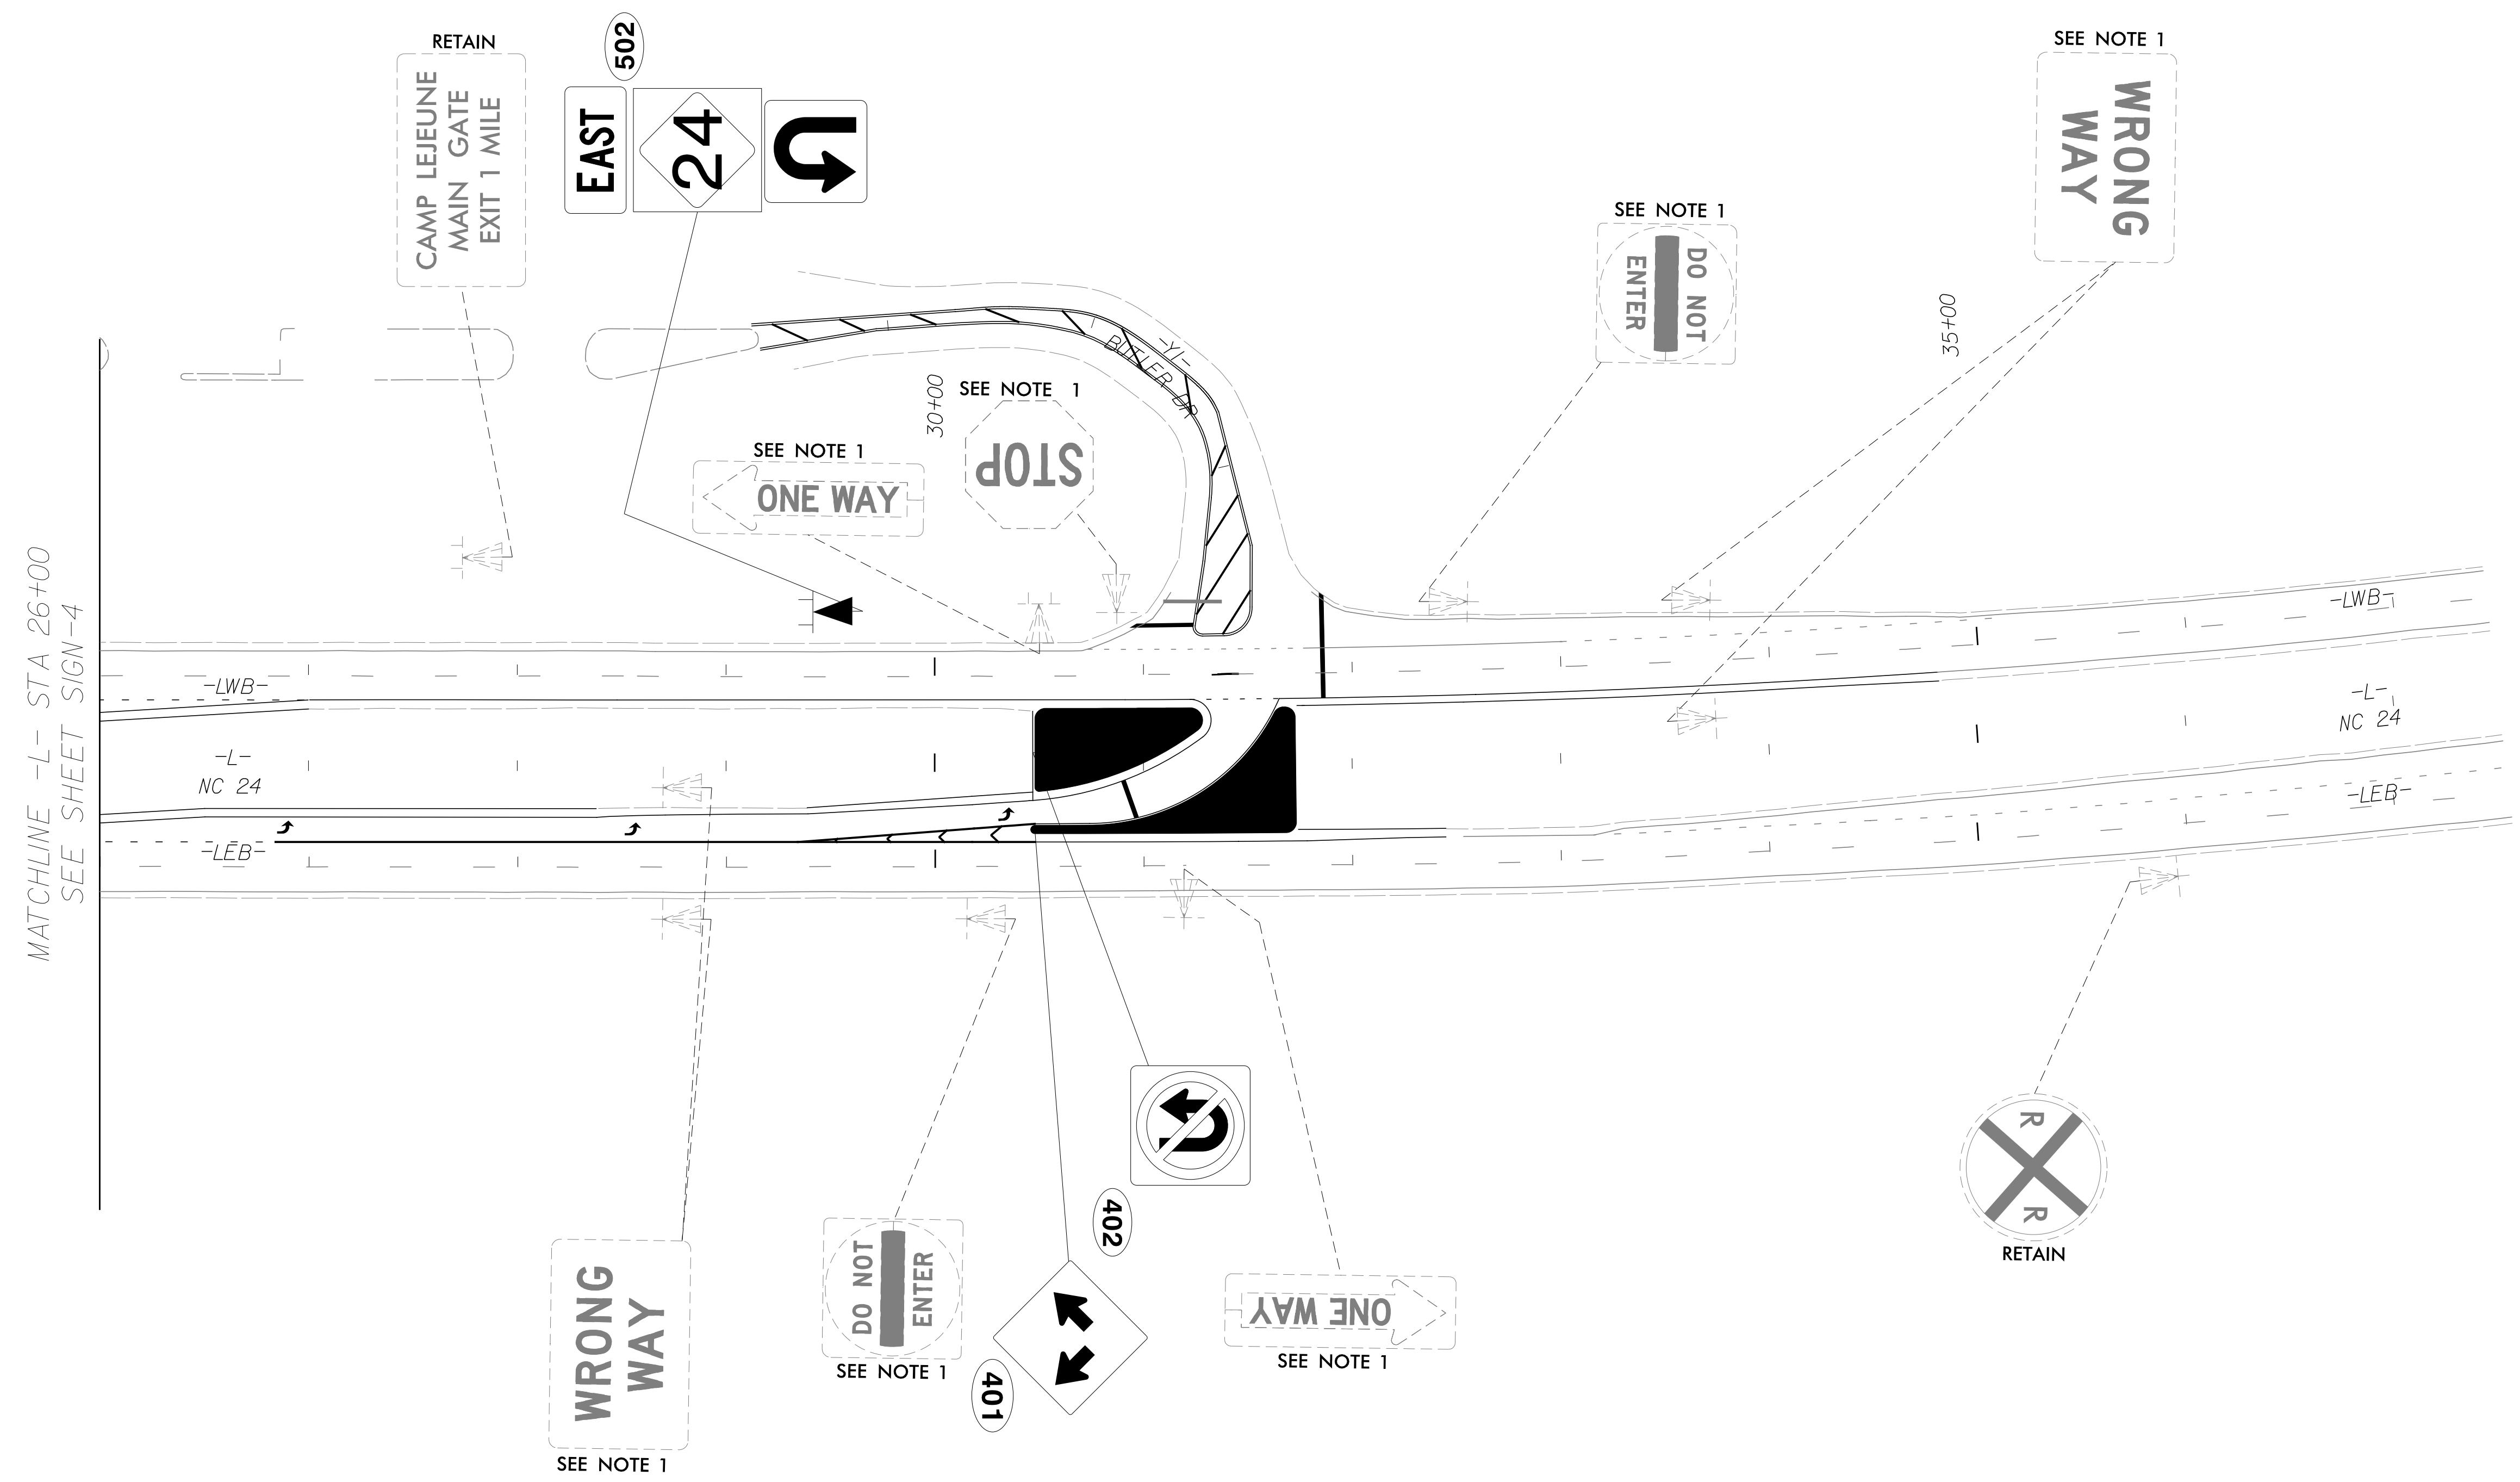 RETAIN
CAMP LEJEUNE
MAIN GATE
EXIT 1 MILE
502
EAST
24
SEE NOTE 1
WRONG
WAY
SEE NOTE 1
DO NOT
ENTER
35+00
-Y1-
BUTLER DR
30+00
SEE NOTE 1
STOP
SEE NOTE 1
ONE WAY
MATCHLINE -L- STA 26+00
SEE SHEET SIGN-4
-LWB-
-LWB-
-L-
NC 24
-L-
NC 24
-LEB-
-LEB-
402
401
WRONG
WAY
SEE NOTE 1
DO NOT
ENTER
SEE NOTE 1
ONE WAY
SEE NOTE 1
R
R
RETAIN